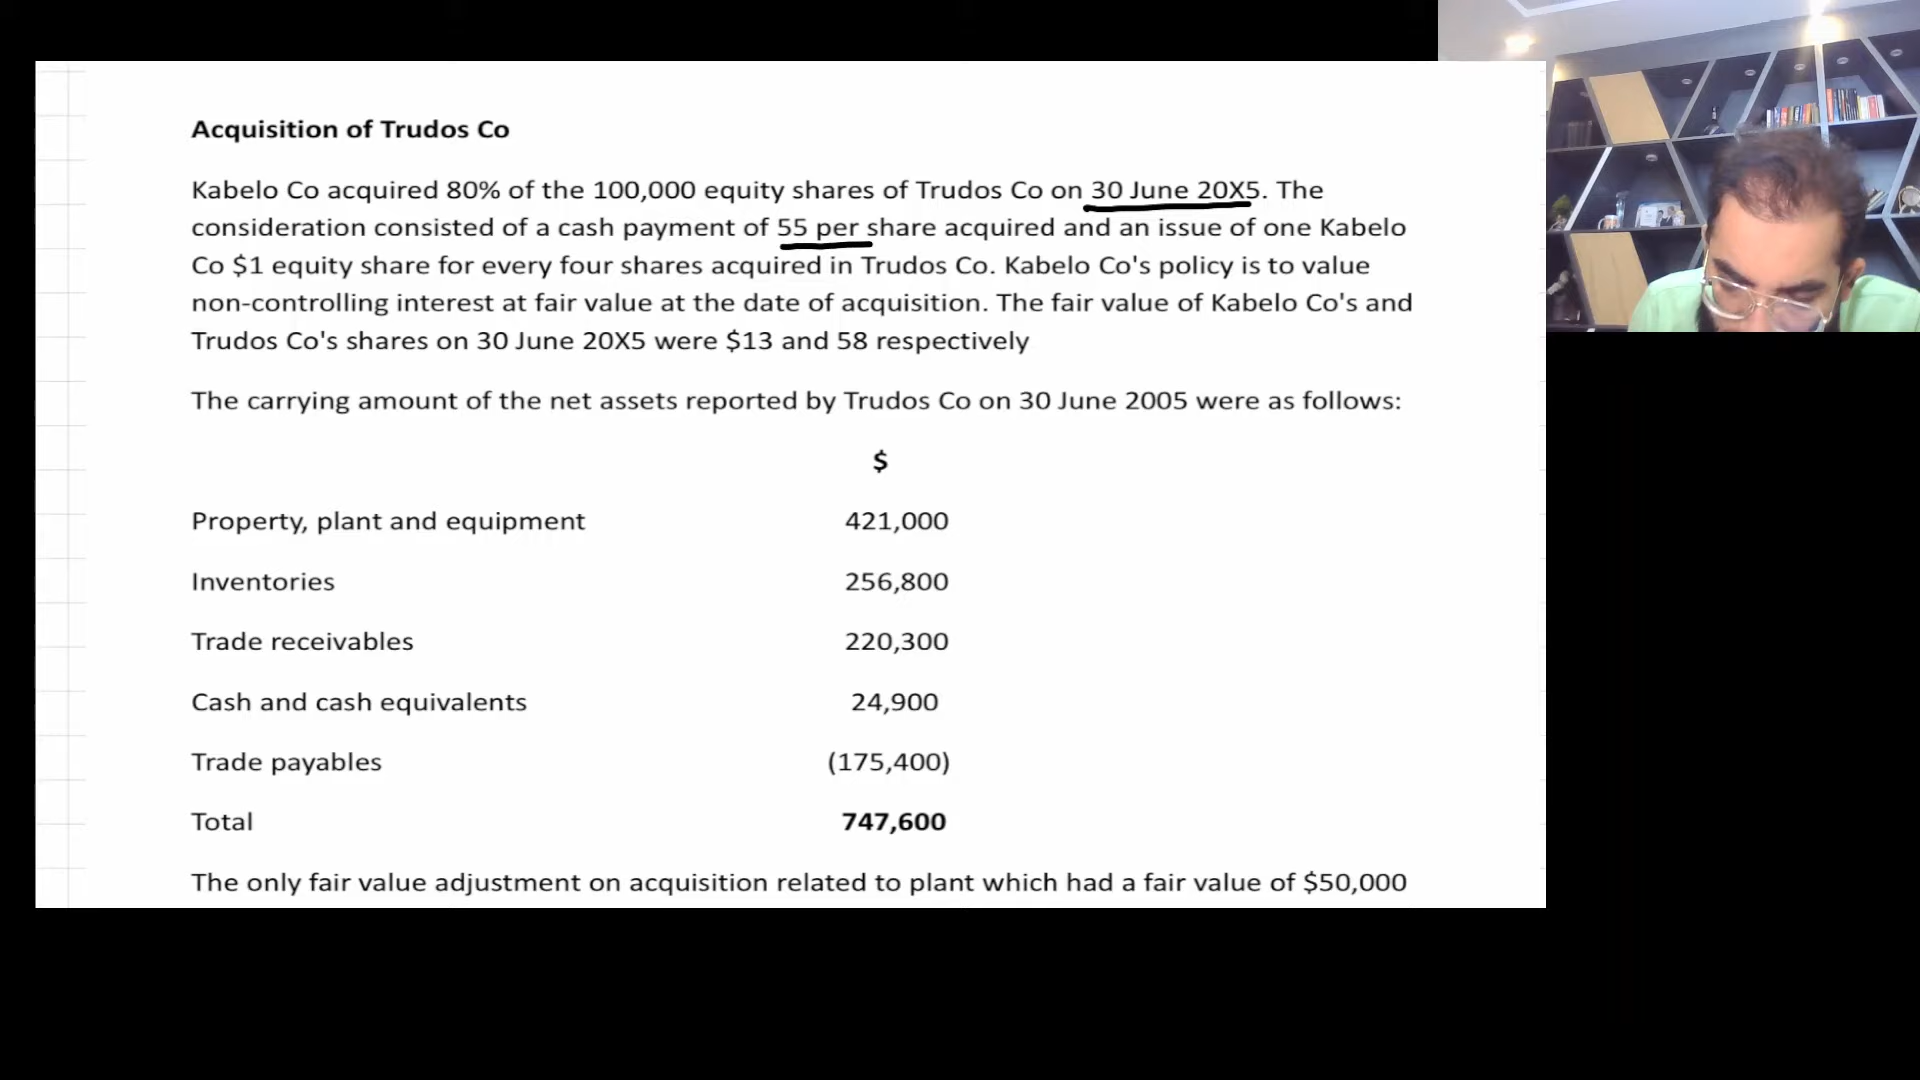 Acquisition of Trudos Co
Kabelo Co acquired 80% of the 100,000 equity shares of Trudos Co on 30 June 20X5. The
consideration consisted of a cash payment of 55 per share acquired and an issue of one Kabelo
Co $1 equity share for every four shares acquired in Trudos Co. Kabelo Co's policy is to value
non-controlling interest at fair value at the date of acquisition. The fair value of Kabelo Co's and
Trudos Co's shares on 30 June 20X5 were $13 and 58 respectively
The carrying amount of the net assets reported by Trudos Co on 30 June 2005 were as follows:
$
Property, plant and equipment 421,000
Inventories 256,800
Trade receivables 220,300
Cash and cash equivalents 24,900
Trade payables (175,400)
Total 747,600
The only fair value adjustment on acquisition related to plant which had a fair value of $50,000